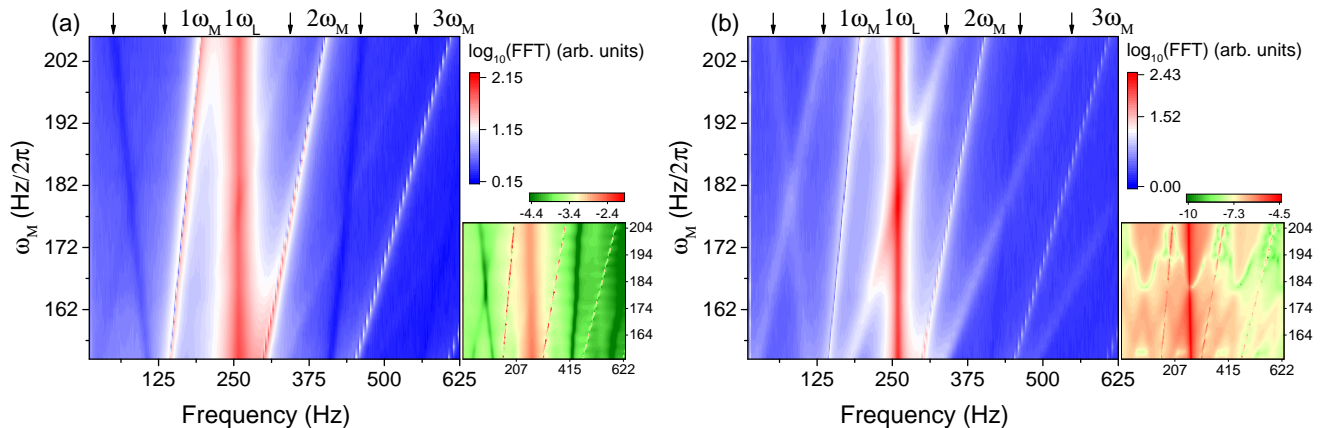 (a)
1ω_M 1ω_L 2ω_M 3ω_M
log₁₀(FFT) (arb. units)
2.15
1.15
0.15
ω_M (Hz/2π)
202
192
182
172
162
125 250 375 500 625
Frequency (Hz)
-4.4 -3.4 -2.4
204
194
184
174
164
207 415 622
(b)
1ω_M 1ω_L 2ω_M 3ω_M
log₁₀(FFT) (arb. units)
2.43
1.52
0.00
ω_M (Hz/2π)
202
192
182
172
162
125 250 375 500 625
Frequency (Hz)
-10 -7.3 -4.5
204
194
184
174
164
207 415 622